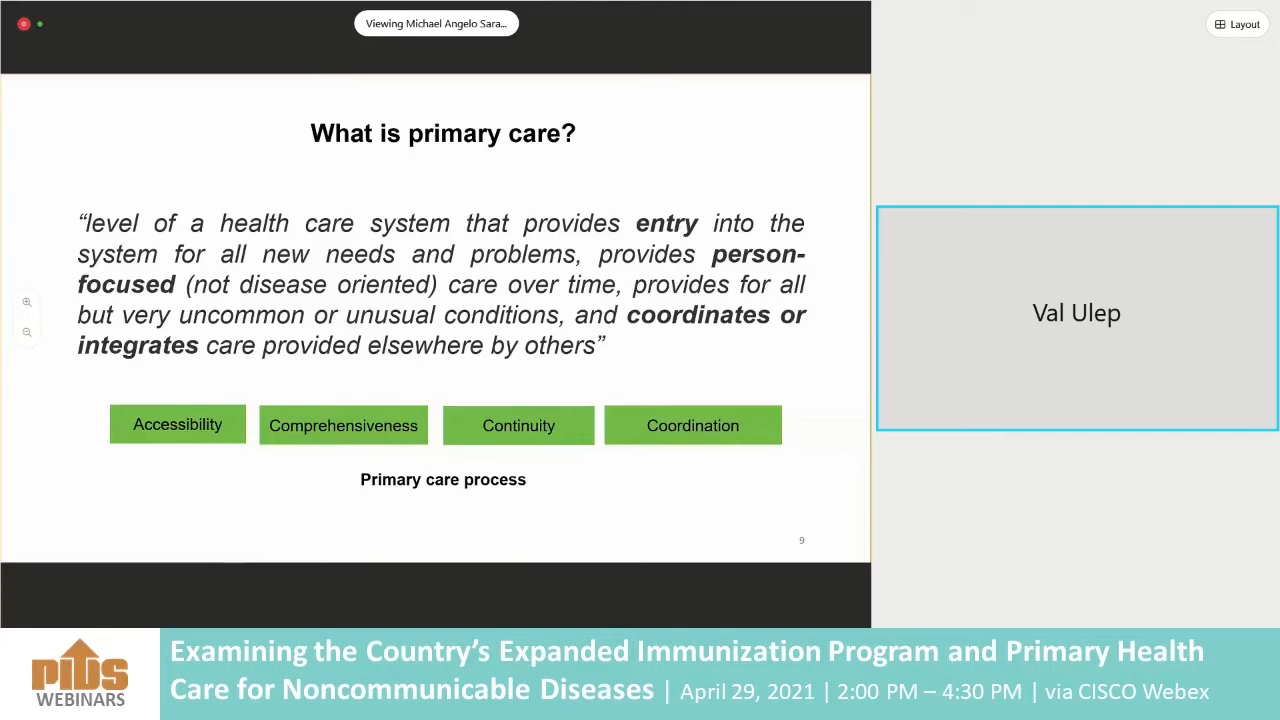 Viewing Michael Angelo Sara...
Layout
What is primary care?
“level of a health care system that provides entry into the
system for all new needs and problems, provides person-
focused (not disease oriented) care over time, provides for all
but very uncommon or unusual conditions, and coordinates or
integrates care provided elsewhere by others”
Accessibility
Comprehensiveness
Continuity
Coordination
Primary care process
9
Val Ulep
PIDS
WEBINARS
Examining the Country’s Expanded Immunization Program and Primary Health
Care for Noncommunicable Diseases | April 29, 2021 | 2:00 PM – 4:30 PM | via CISCO Webex